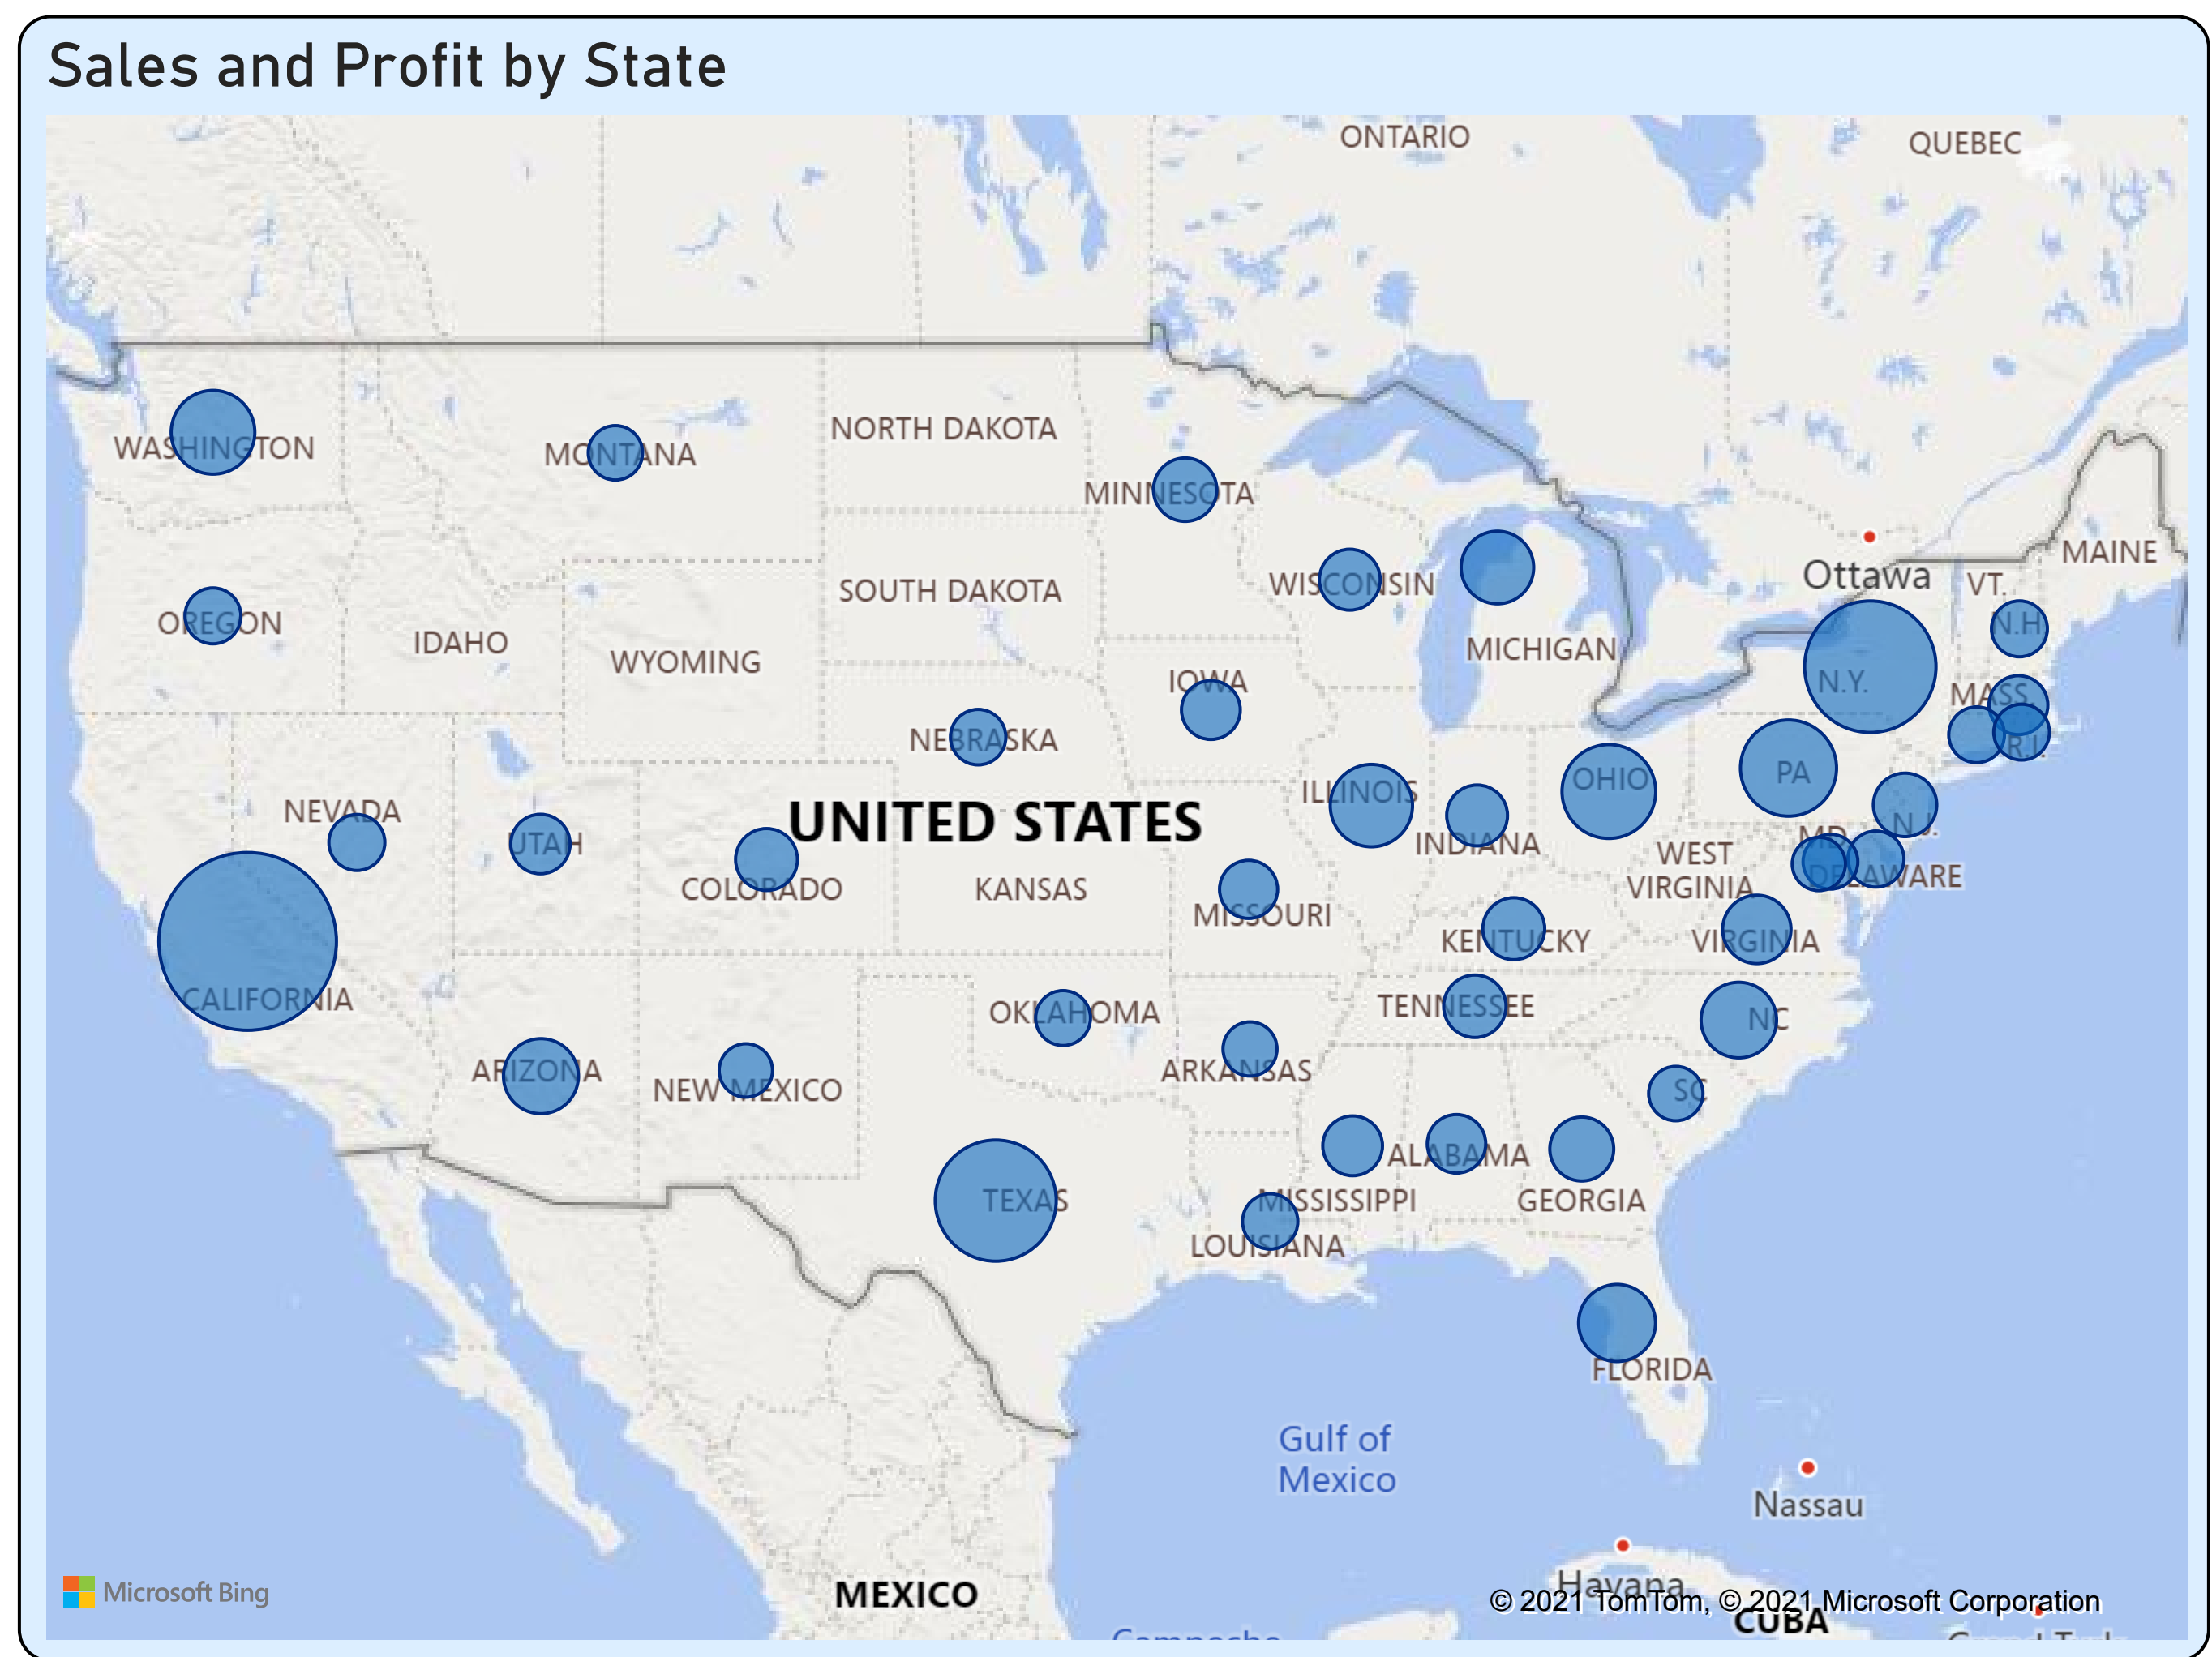 Sales and Profit by State
ONTARIO
QUEBEC
WASHINGTON
MONTANA
NORTH DAKOTA
MINNESOTA
MAINE
Ottawa
VT.
WISCONSIN
SOUTH DAKOTA
OREGON
N.H.
IDAHO
MICHIGAN
WYOMING
IOWA
N.Y.
MASS.
NEBRASKA
R.I.
PA
OHIO
ILLINOIS
NEVADA
UNITED STATES
N.J.
UTAH
INDIANA
MD.
WEST
VIRGINIA
DELAWARE
COLORADO
KANSAS
MISSOURI
KENTUCKY
VIRGINIA
CALIFORNIA
OKLAHOMA
TENNESSEE
NC
ARIZONA
NEW MEXICO
ARKANSAS
SC
ALABAMA
TEXAS
MISSISSIPPI
GEORGIA
LOUISIANA
FLORIDA
Gulf of
Mexico
Nassau
Havana
Microsoft Bing
MEXICO
© 2021 TomTom, © 2021 Microsoft Corporation
CUBA